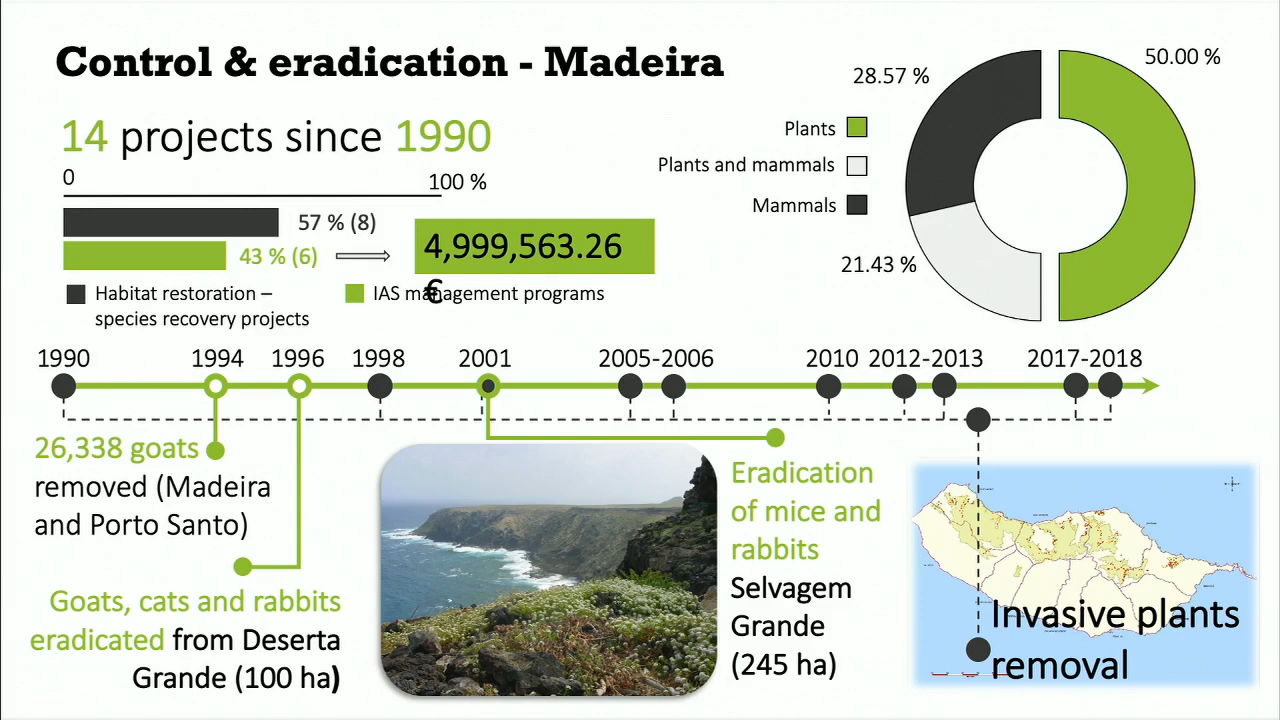 Control & eradication - Madeira
14 projects since 1990
0
100 %
57 % (8)
43 % (6)
4,999,563.26
€
Habitat restoration –
species recovery projects
IAS management programs
28.57 %
50.00 %
21.43 %
Plants
Plants and mammals
Mammals
1990
1994
1996
1998
2001
2005-2006
2010
2012-2013
2017-2018
26,338 goats
removed (Madeira
and Porto Santo)
Goats, cats and rabbits
eradicated from Deserta
Grande (100 ha)
Eradication
of mice and
rabbits
Selvagem
Grande
(245 ha)
Invasive plants
removal